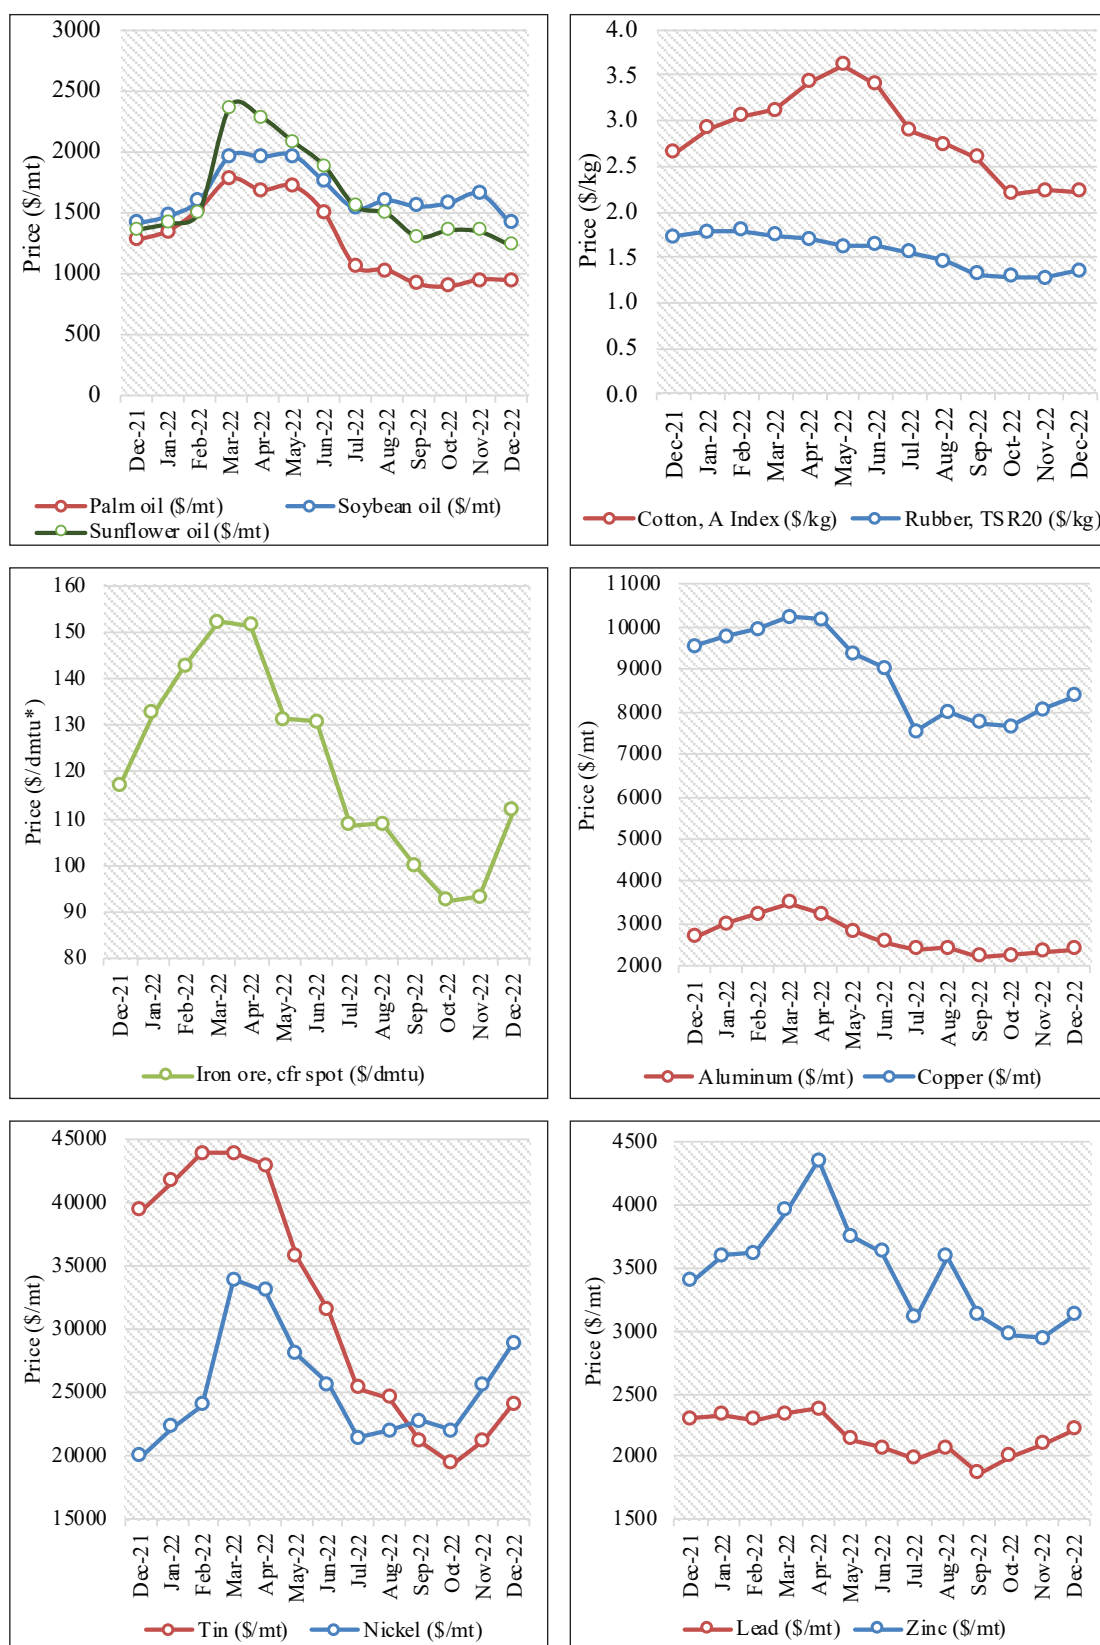 3000
2500
2000
1500
1000
500
0
Price ($/mt)
Dec-21
Jan-22
Feb-22
Mar-22
Apr-22
May-22
Jun-22
Jul-22
Aug-22
Sep-22
Oct-22
Nov-22
Dec-22
Palm oil ($/mt)
Soybean oil ($/mt)
Sunflower oil ($/mt)
4.0
3.5
3.0
2.5
2.0
1.5
1.0
0.5
0.0
Price ($/kg)
Dec-21
Jan-22
Feb-22
Mar-22
Apr-22
May-22
Jun-22
Jul-22
Aug-22
Sep-22
Oct-22
Nov-22
Dec-22
Cotton, A Index ($/kg)
Rubber, TSR20 ($/kg)
160
150
140
130
120
110
100
90
80
Price ($/dmtu*)
Dec-21
Jan-22
Feb-22
Mar-22
Apr-22
May-22
Jun-22
Jul-22
Aug-22
Sep-22
Oct-22
Nov-22
Dec-22
Iron ore, cfr spot ($/dmtu)
11000
10000
9000
8000
7000
6000
5000
4000
3000
2000
Price ($/mt)
Dec-21
Jan-22
Feb-22
Mar-22
Apr-22
May-22
Jun-22
Jul-22
Aug-22
Sep-22
Oct-22
Nov-22
Dec-22
Aluminum ($/mt)
Copper ($/mt)
45000
40000
35000
30000
25000
20000
15000
Price ($/mt)
Dec-21
Jan-22
Feb-22
Mar-22
Apr-22
May-22
Jun-22
Jul-22
Aug-22
Sep-22
Oct-22
Nov-22
Dec-22
Tin ($/mt)
Nickel ($/mt)
4500
4000
3500
3000
2500
2000
1500
Price ($/mt)
Dec-21
Jan-22
Feb-22
Mar-22
Apr-22
May-22
Jun-22
Jul-22
Aug-22
Sep-22
Oct-22
Nov-22
Dec-22
Lead ($/mt)
Zinc ($/mt)